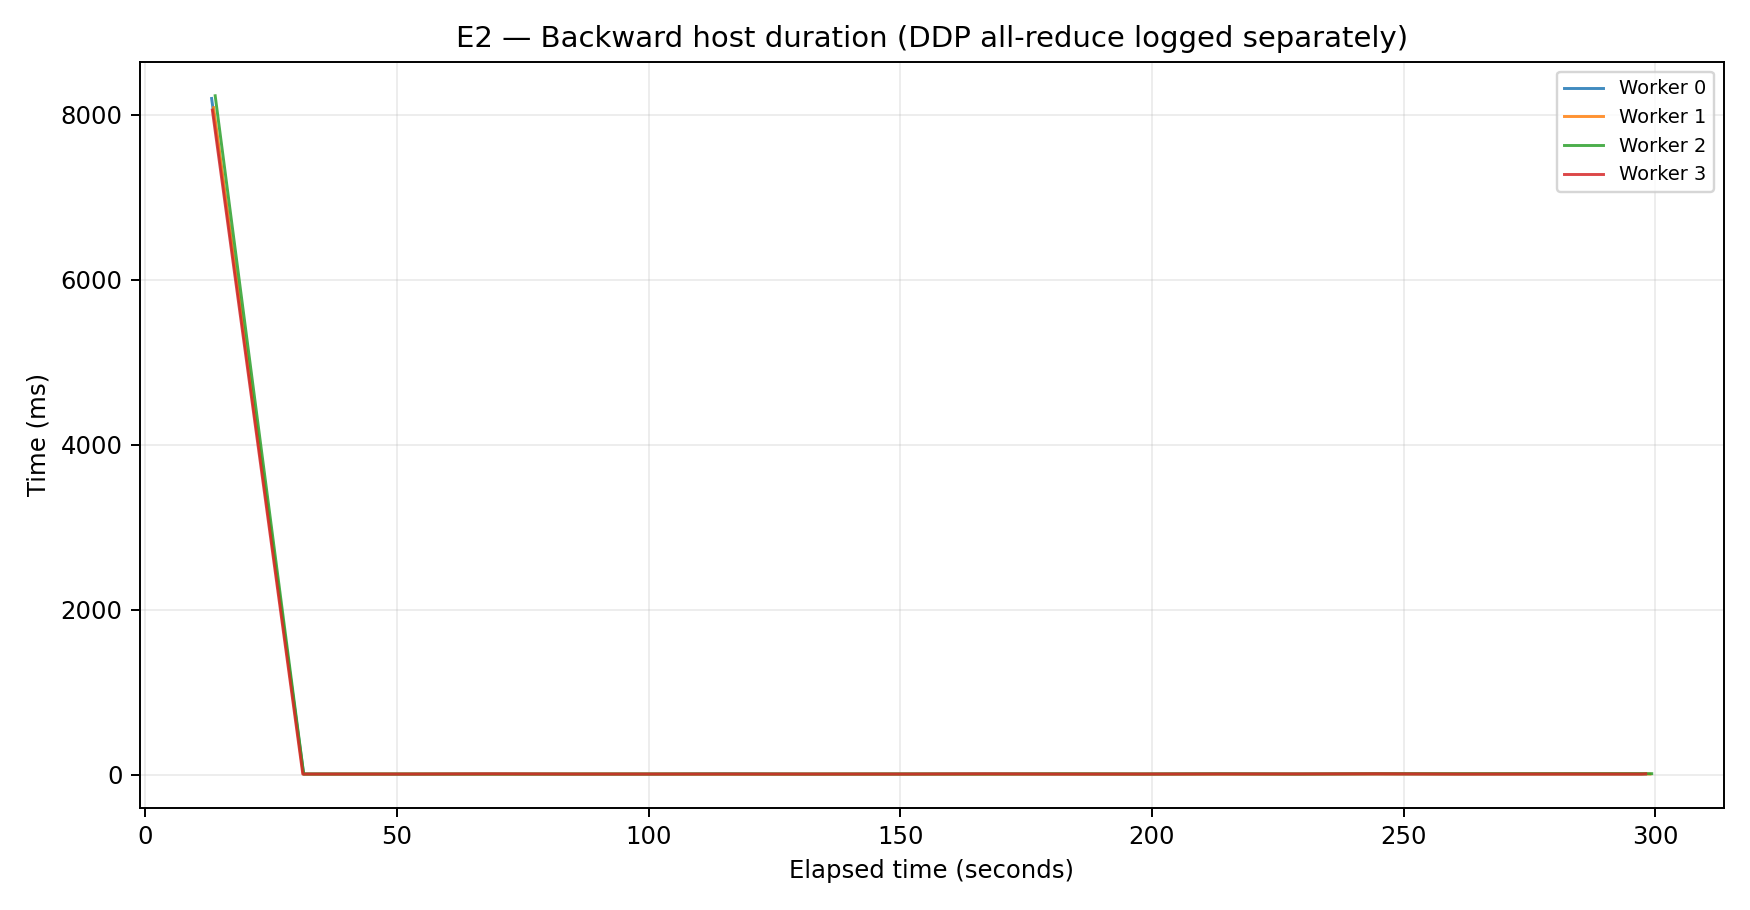 E2 — Backward host duration (DDP all-reduce logged separately)
Worker 0
Worker 1
Worker 2
Worker 3
Time (ms)
8000
6000
4000
2000
0
0 50 100 150 200 250 300
Elapsed time (seconds)